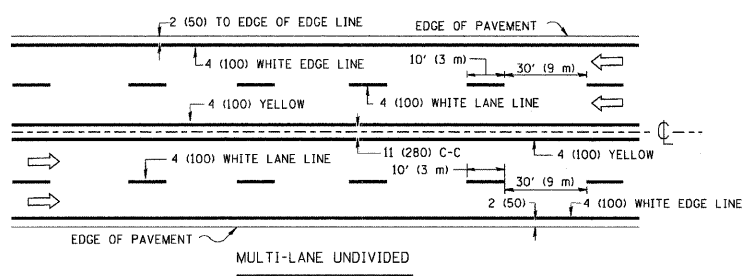 2 (50) TO EDGE OF EDGE LINE
EDGE OF PAVEMENT
4 (100) WHITE EDGE LINE
10' (3 m)
30' (9 m)
4 (100) YELLOW
4 (100) WHITE LANE LINE
℄
4 (100) WHITE LANE LINE
11 (280) C-C
4 (100) YELLOW
10' (3 m)
30' (9 m)
2 (50)
4 (100) WHITE EDGE LINE
EDGE OF PAVEMENT
MULTI-LANE UNDIVIDED